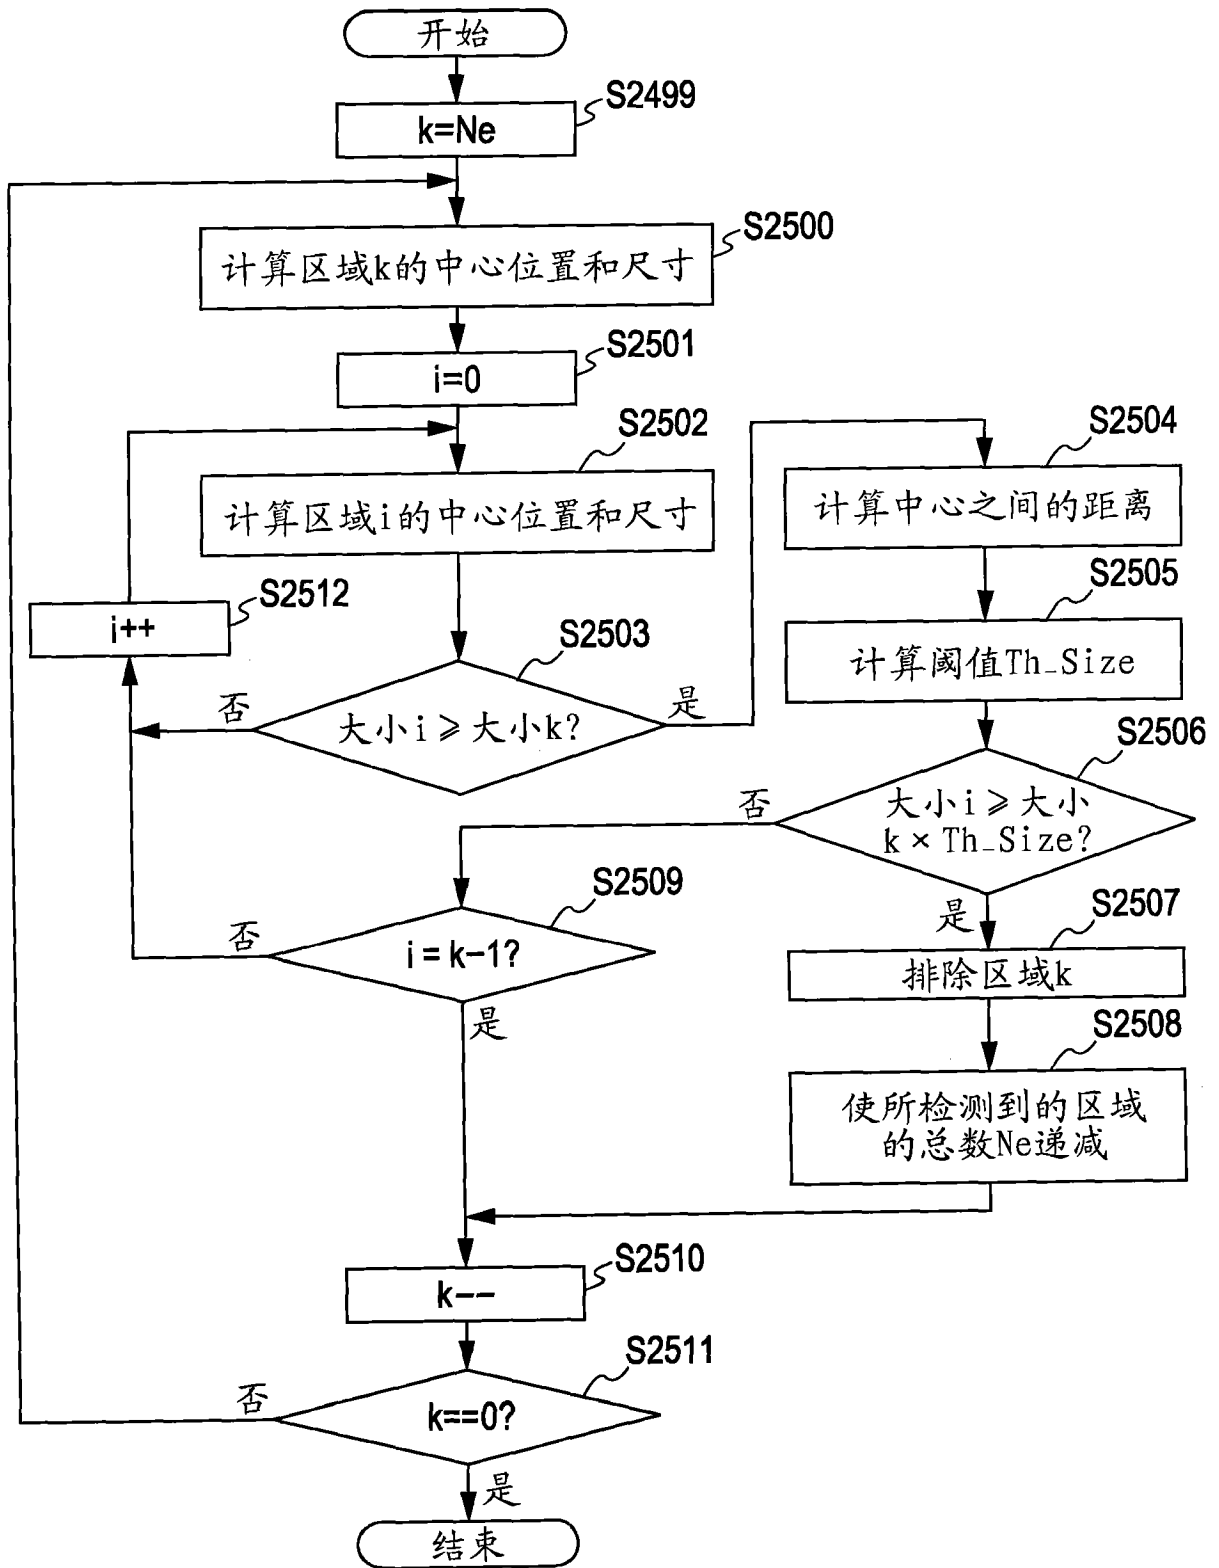 开始
S2499
k=Ne
S2500
计算区域k的中心位置和尺寸
S2501
i=0
S2502
计算区域i的中心位置和尺寸
S2503
大小i≥大小k?
否
是
S2512
i++
S2504
计算中心之间的距离
S2505
计算阈值Th_Size
S2506
大小i≥大小
k×Th_Size?
否
是
S2507
排除区域k
S2508
使所检测到的区域
的总数Ne递减
S2509
i=k-1?
否
是
S2510
k--
S2511
k==0?
否
是
结束